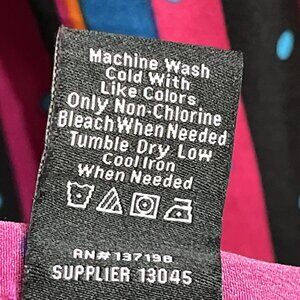 Machine Wash
Cold With
Like Colors
Only Non-Chlorine
Bleach When Needed
Tumble Dry Low
Cool Iron
When Needed
RN# 137198
SUPPLIER 13045